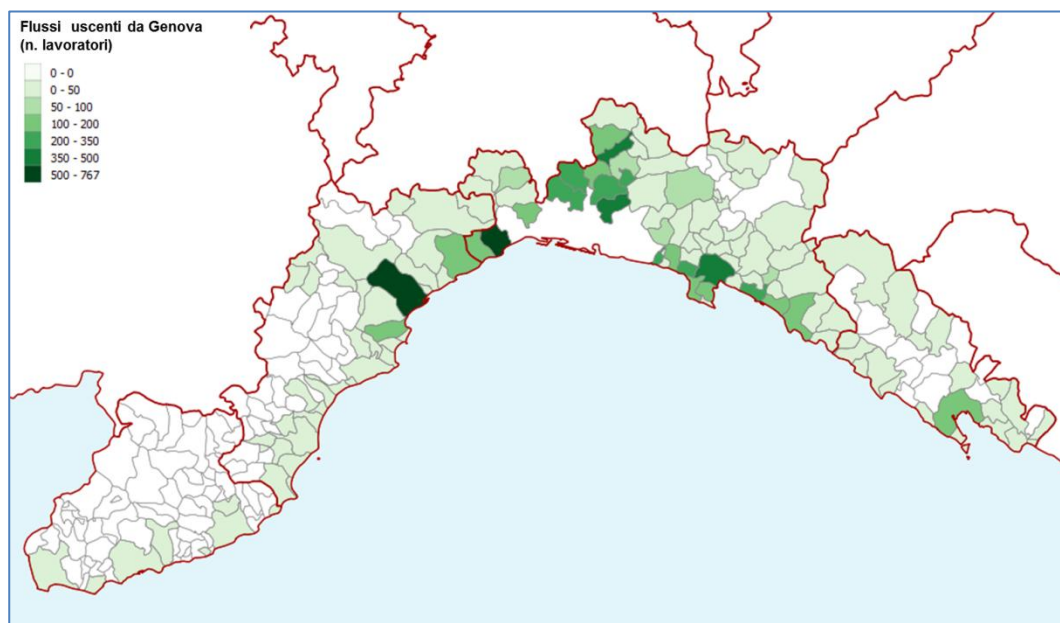 Flussi uscenti da Genova
(n. lavoratori)
0 - 0
0 - 50
50 - 100
100 - 200
200 - 350
350 - 500
500 - 767